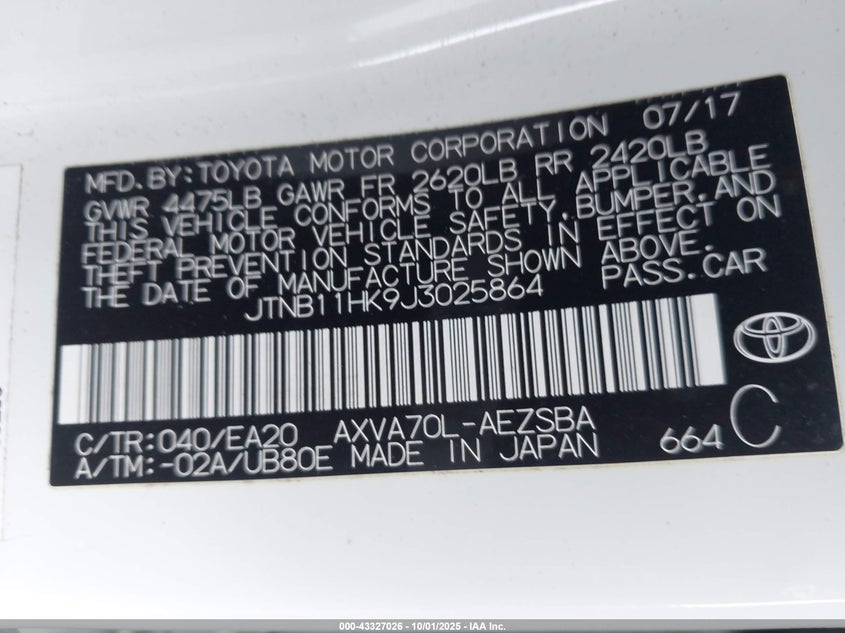 MFD.BY:TOYOTA MOTOR CORPORATION 07/17
GVWR 4475LB GAWR FR 2620LB RR 2420LB
THIS VEHICLE CONFORMS TO ALL APPLICABLE
FEDERAL MOTOR VEHICLE SAFETY,BUMPER,AND
THEFT PREVENTION STANDARDS IN EFFECT ON
THE DATE OF MANUFACTURE SHOWN ABOVE.
JTNB11HK9J3025864 PASS.CAR
C/TR:040/EA20 AXVA70L-AEZSBA 664 C
A/TM:-02A/UB80E MADE IN JAPAN
000-43327026 - 10/01/2025 - IAA Inc.